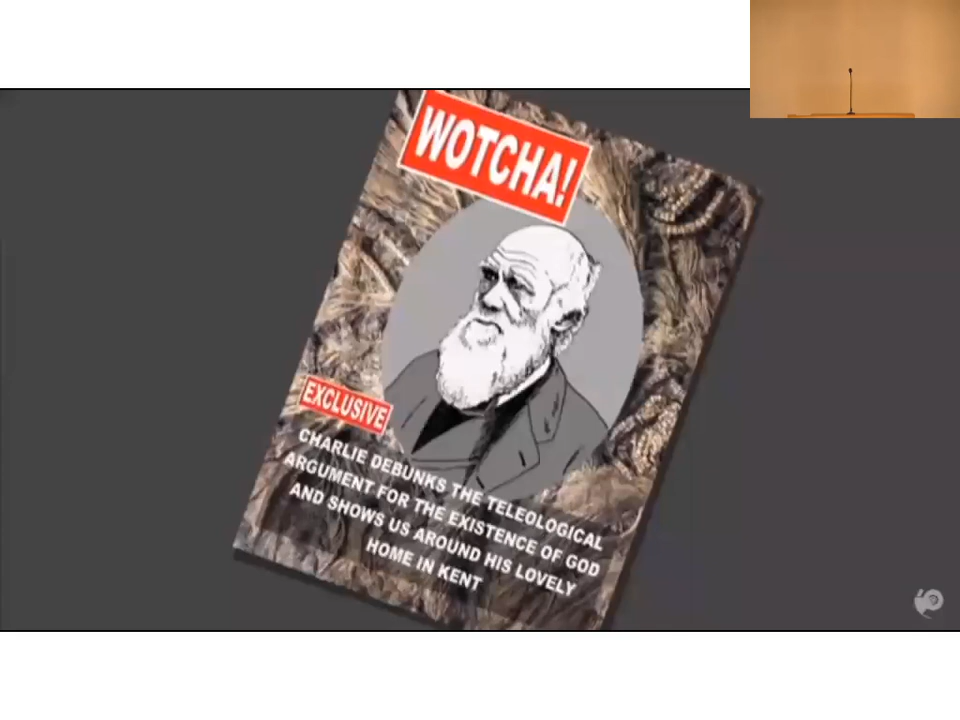 WOTCHA!
EXCLUSIVE
CHARLIE DEBUNKS THE TELEOLOGICAL
ARGUMENT FOR THE EXISTENCE OF GOD
AND SHOWS US AROUND HIS LOVELY
HOME IN KENT